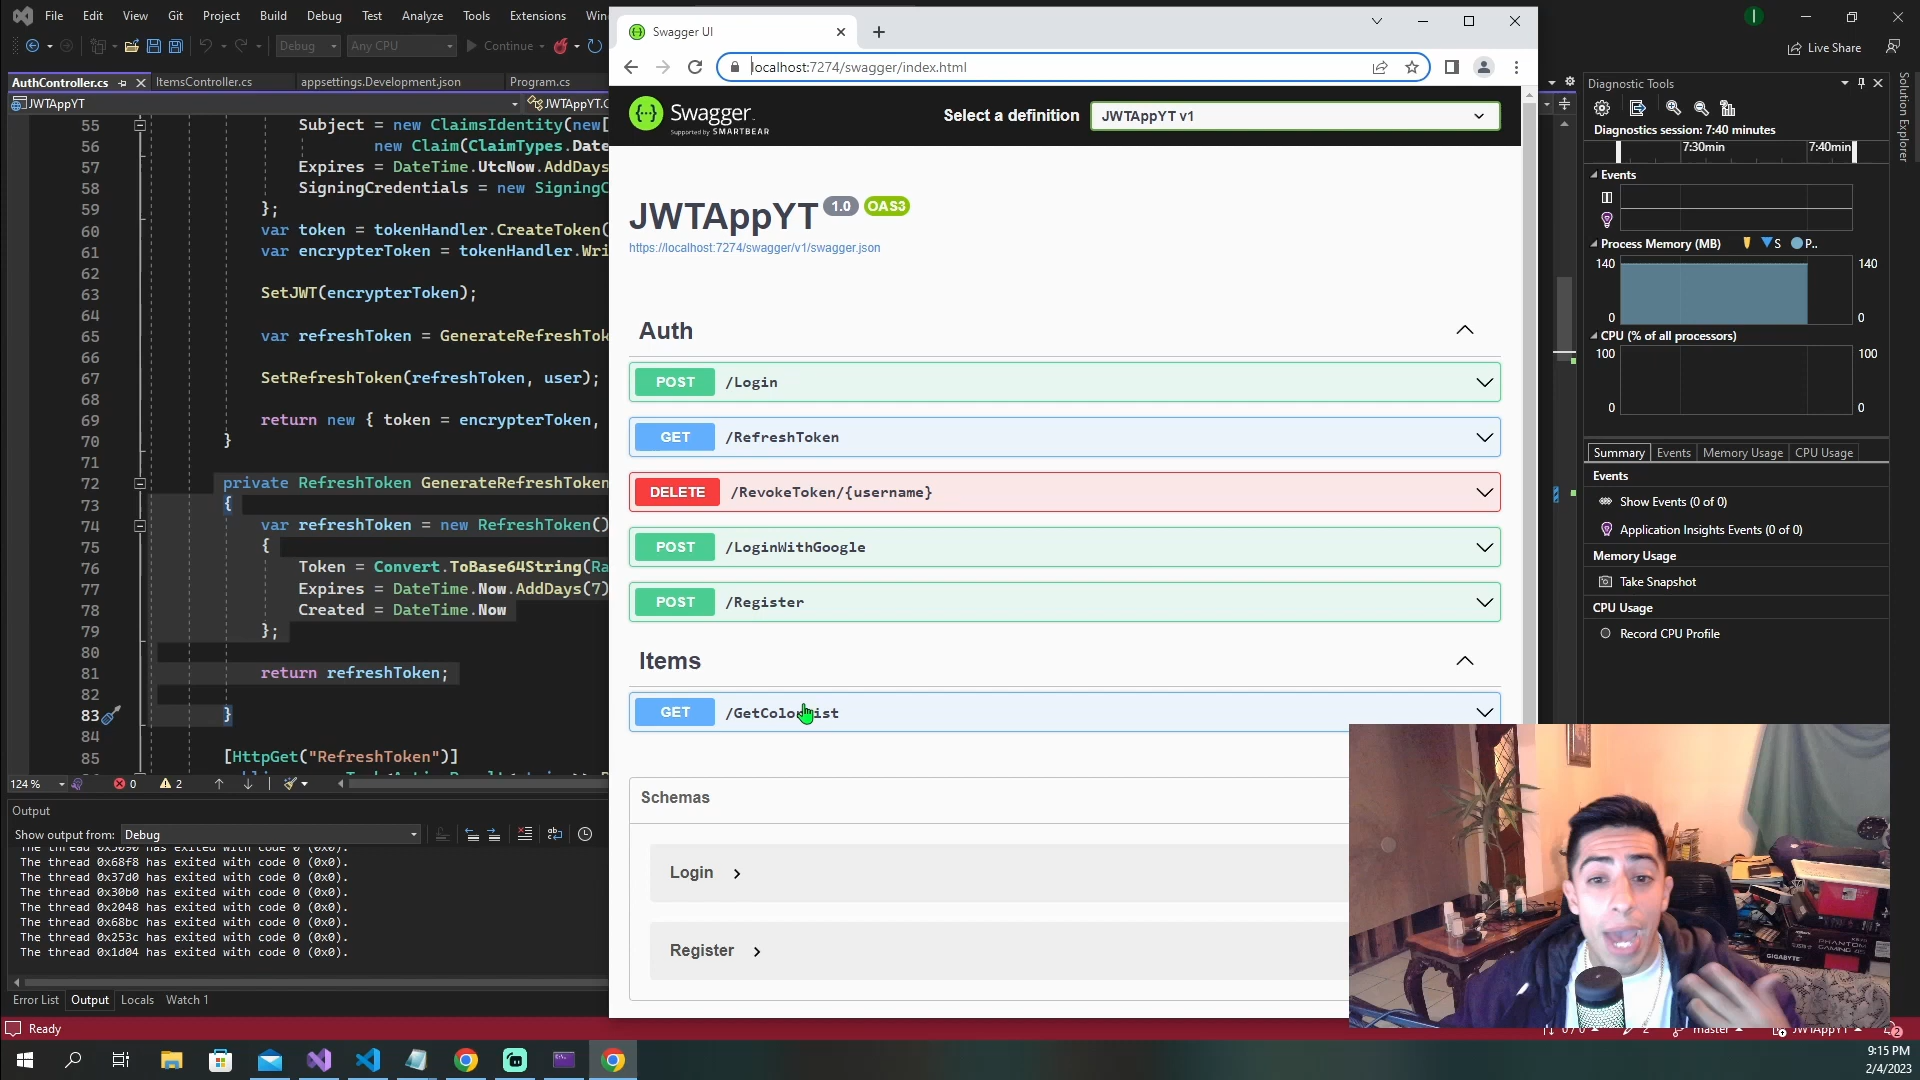 File Edit View Git Project Build Debug Test Analyze Tools Extensions Win
Debug Any CPU Continue
Live Share
AuthController.cs ItemsController.cs appsettings.Development.json Program.cs
JWTAppYT JWTAppYT.C
55 Subject = new ClaimsIdentity(new[
56 new Claim(ClaimTypes.Date
57 Expires = DateTime.UtcNow.AddDays
58 SigningCredentials = new SigningC
59 };
60 var token = tokenHandler.CreateToken(
61 var encrypterToken = tokenHandler.Wri
62
63 SetJWT(encrypterToken);
64
65 var refreshToken = GenerateRefreshTok
66
67 SetRefreshToken(refreshToken, user);
68
69 return new { token = encrypterToken,
70 }
71
72 private RefreshToken GenerateRefreshToken
73 {
74 var refreshToken = new RefreshToken()
75 {
76 Token = Convert.ToBase64String(Ra
77 Expires = DateTime.Now.AddDays(7)
78 Created = DateTime.Now
79 };
80
81 return refreshToken;
82
83 }
84
85 [HttpGet("RefreshToken")]
124 % 0 2
Output
Show output from: Debug
The thread 0x68f8 has exited with code 0 (0x0).
The thread 0x37d0 has exited with code 0 (0x0).
The thread 0x30b0 has exited with code 0 (0x0).
The thread 0x2048 has exited with code 0 (0x0).
The thread 0x68bc has exited with code 0 (0x0).
The thread 0x253c has exited with code 0 (0x0).
The thread 0x1d04 has exited with code 0 (0x0).
Error List Output Locals Watch 1
Ready
Swagger UI
localhost:7274/swagger/index.html
Swagger.
Supported by SMARTBEAR
Select a definition JWTAppYT v1
JWTAppYT 1.0 OAS3
https://localhost:7274/swagger/v1/swagger.json
Auth
POST /Login
GET /RefreshToken
DELETE /RevokeToken/{username}
POST /LoginWithGoogle
POST /Register
Items
GET
Schemas
Login
Register
Diagnostic Tools
Diagnostics session: 7:40 minutes
7:30min 7:40min
Events
Process Memory (MB) S P..
140 140
0 0
CPU (% of all processors)
100 100
0 0
Summary Events Memory Usage CPU Usage
Events
Show Events (0 of 0)
Application Insights Events (0 of 0)
Memory Usage
Take Snapshot
CPU Usage
Record CPU Profile
Solution Explorer
PHANTOM
GAMING
GIGABYTE
master
9:15 PM
2/4/2023